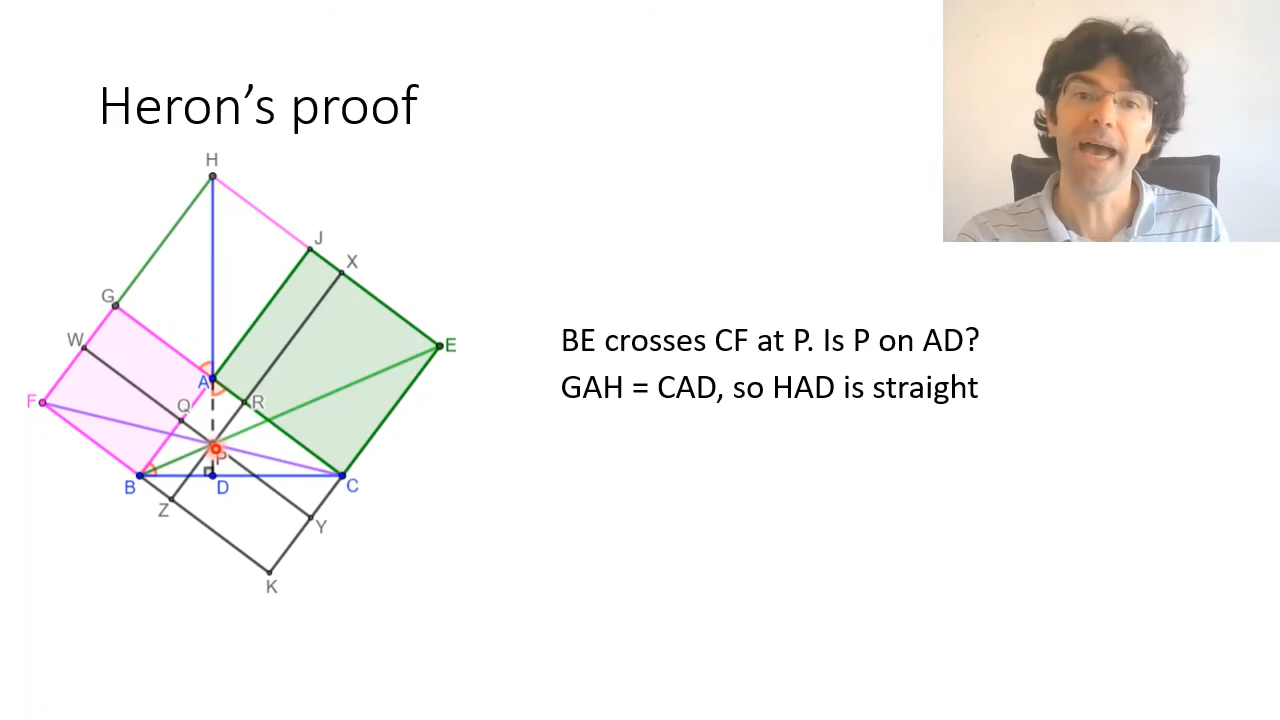 Heron's proof
H
J
X
G
W
E
A
F
Q
R
P
B
D
C
Z
Y
K
BE crosses CF at P. Is P on AD?
GAH = CAD, so HAD is straight